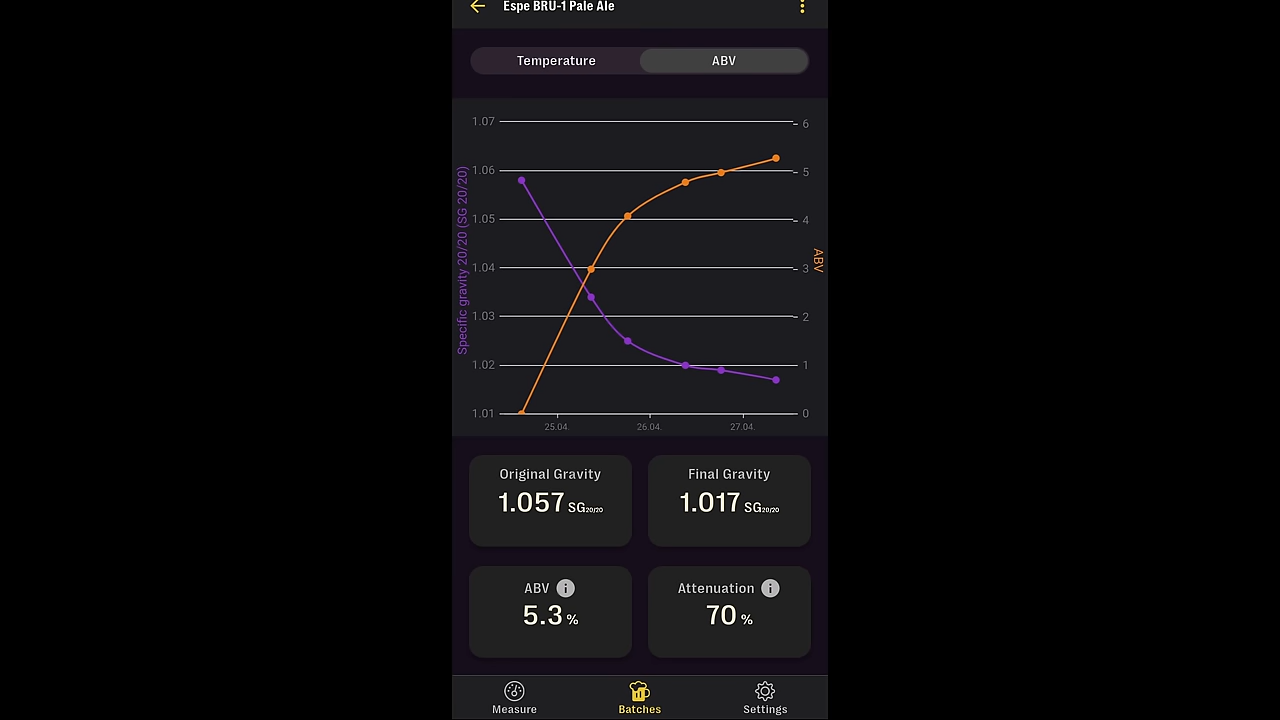 Espe BRU-1 Pale Ale
Temperature ABV
1.07 6
1.06 5
1.05 4
1.04 3
1.03 2
1.02 1
1.01 0
Specific gravity 20/20 (SG 20/20)
ABV
25.04. 26.04. 27.04.
Original Gravity
1.057 SG20/20
Final Gravity
1.017 SG20/20
ABV i
5.3 %
Attenuation i
70 %
Measure Batches Settings